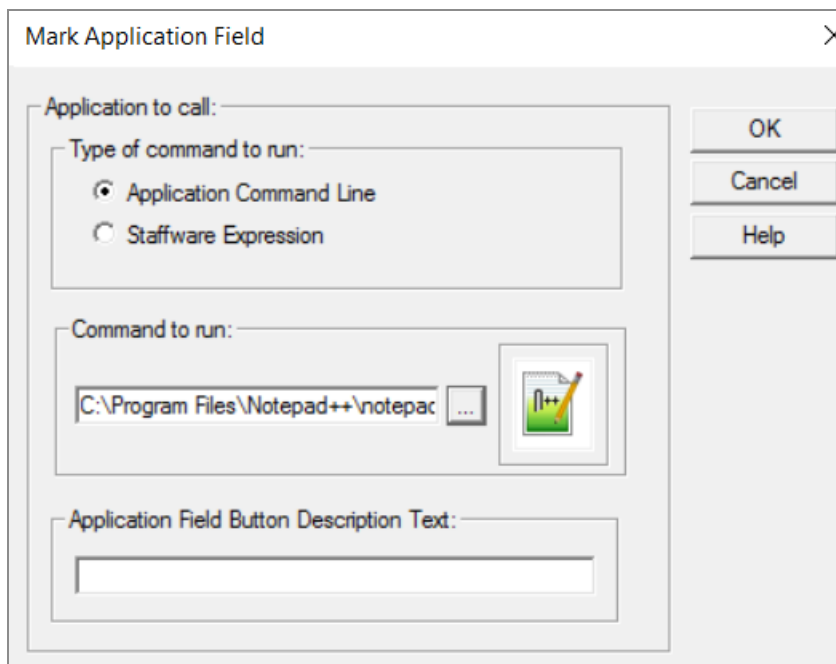 Mark Application Field
Application to call:
Type of command to run:
Application Command Line
Staffware Expression
Command to run:
C:\Program Files\Notepad++\notepac
...
Application Field Button Description Text:
OK
Cancel
Help